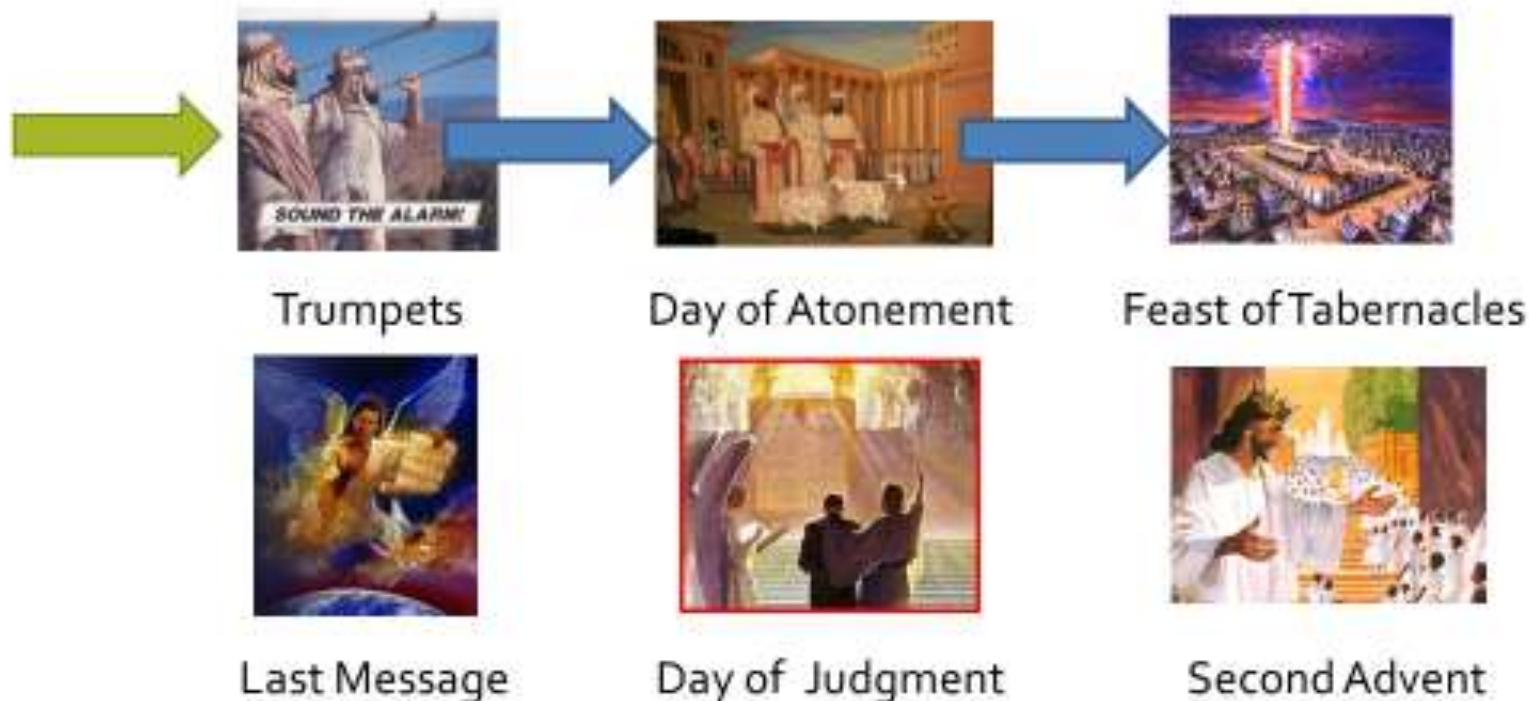 SOUND THE ALARM!
Trumpets
Day of Atonement
Feast of Tabernacles
Last Message
Day of Judgment
Second Advent